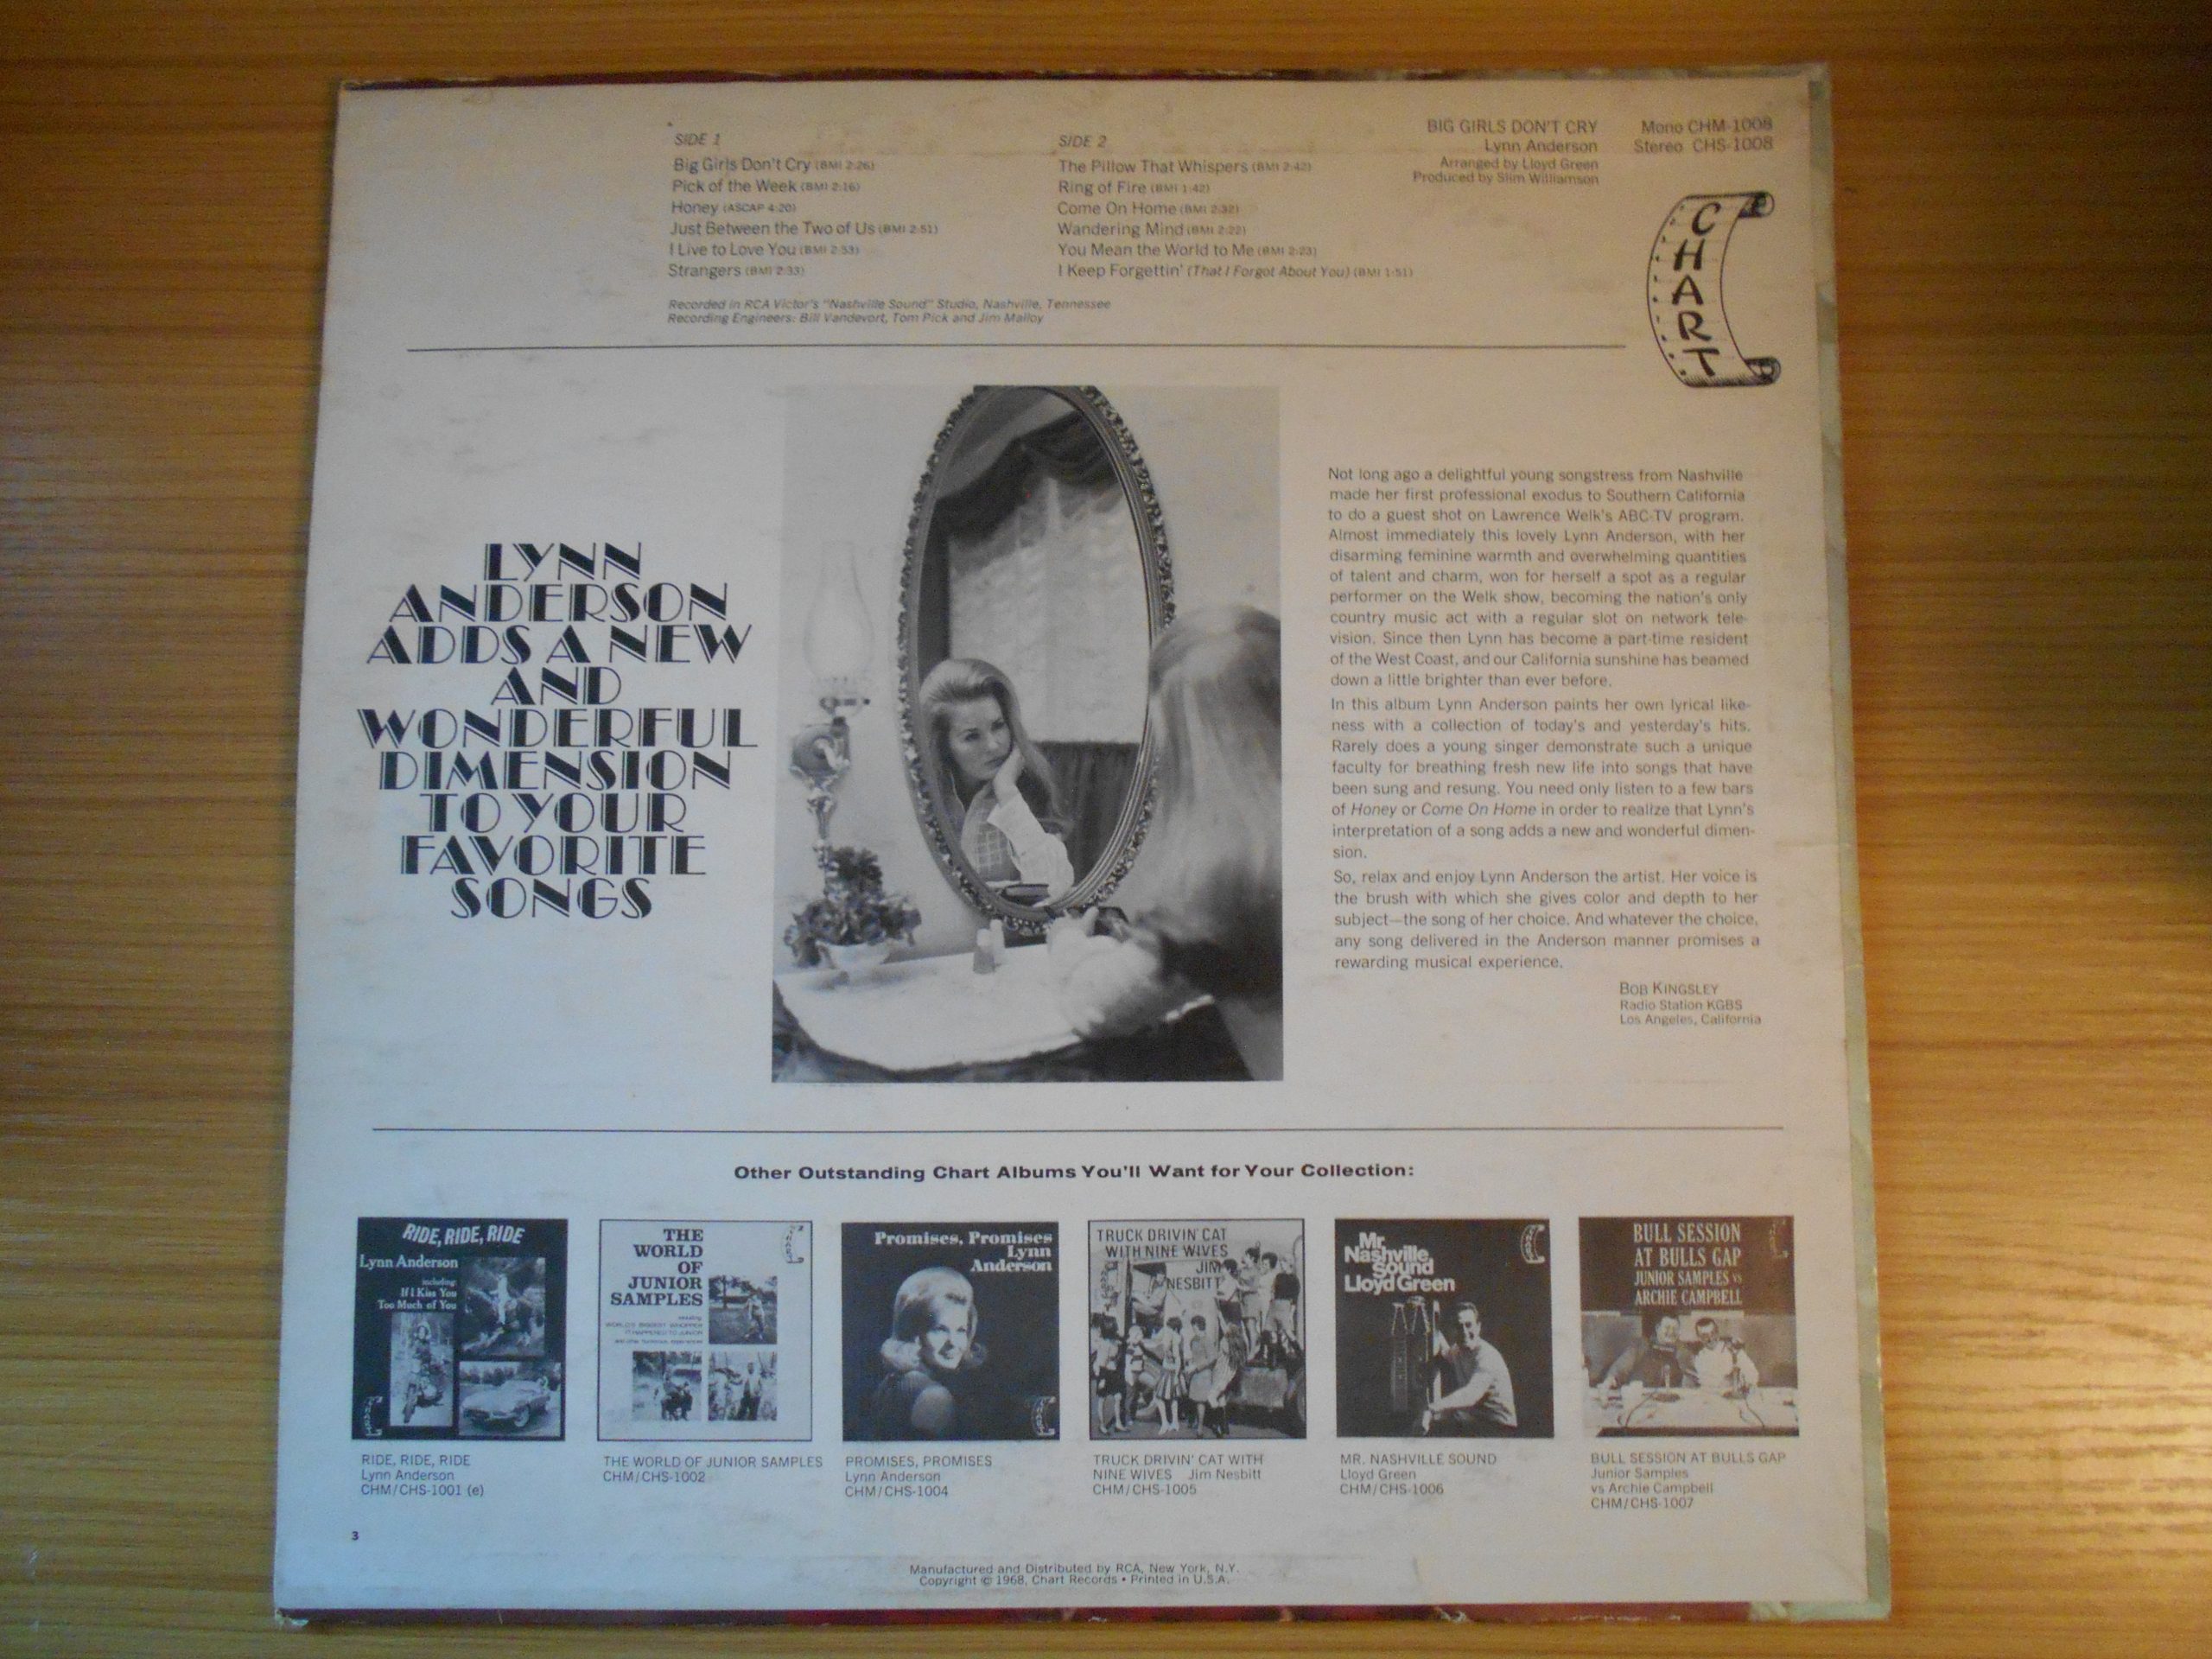 SIDE 1
Big Girls Don't Cry (BMI 2:26)
Pick of the Week (BMI 2:16)
Honey (ASCAP 4:20)
Just Between the Two of Us (BMI 2:51)
I Live to Love You (BMI 2:33)
Strangers (BMI 2:33)
SIDE 2
The Pillow That Whispers (BMI 2:42)
Ring of Fire (BMI 1:42)
Come On Home (BMI 2:32)
Wandering Mind (BMI 2:22)
You Mean the World to Me (BMI 2:23)
I Keep Forgettin' (That I Forgot About You) (BMI 1:51)
Recorded in RCA Victor's "Nashville Sound" Studio, Nashville, Tennessee
Recording Engineers: Bill Vandevort, Tom Pick and Jim Malloy
BIG GIRLS DON'T CRY
Lynn Anderson
Arranged by Lloyd Green
Produced by Slim Williamson
Mono CHM-1008
Stereo CHS-1008
CHART
LYNN
ANDERSON
ADDS A NEW
AND
WONDERFUL
DIMENSION
TO YOUR
FAVORITE
SONGS
Not long ago a delightful young songstress from Nashville
made her first professional exodus to Southern California
to do a guest shot on Lawrence Welk's ABC-TV program.
Almost immediately this lovely Lynn Anderson, with her
disarming feminine warmth and overwhelming quantities
of talent and charm, won for herself a spot as a regular
performer on the Welk show, becoming the nation's only
country music act with a regular slot on network tele-
vision. Since then Lynn has become a part-time resident
of the West Coast, and our California sunshine has beamed
down a little brighter than ever before.
In this album Lynn Anderson paints her own lyrical like-
ness with a collection of today's and yesterday's hits.
Rarely does a young singer demonstrate such a unique
faculty for breathing fresh new life into songs that have
been sung and resung. You need only listen to a few bars
of Honey or Come On Home in order to realize that Lynn's
interpretation of a song adds a new and wonderful dimen-
sion.
So, relax and enjoy Lynn Anderson the artist. Her voice is
the brush with which she gives color and depth to her
subject—the song of her choice. And whatever the choice,
any song delivered in the Anderson manner promises a
rewarding musical experience.
BOB KINGSLEY
Radio Station KGBS
Los Angeles, California
Other Outstanding Chart Albums You'll Want for Your Collection:
RIDE, RIDE, RIDE
Lynn Anderson
including:
If I Kiss You
Too Much of You
THE
WORLD
OF
JUNIOR
SAMPLES
WORLD'S BIGGEST WHOPPER
IT HAPPENED TO JUNIOR
Promises, Promises
Lynn
Anderson
TRUCK DRIVIN' CAT
WITH NINE WIVES
JIM
NESBITT
Mr.
Nashville
Sound
Lloyd Green
BULL SESSION
AT BULLS GAP
JUNIOR SAMPLES vs
ARCHIE CAMPBELL
RIDE, RIDE, RIDE
Lynn Anderson
CHM/CHS-1001 (e)
THE WORLD OF JUNIOR SAMPLES
CHM/CHS-1002
PROMISES, PROMISES
Lynn Anderson
CHM/CHS-1004
TRUCK DRIVIN' CAT WITH
NINE WIVES Jim Nesbitt
CHM/CHS-1005
MR. NASHVILLE SOUND
Lloyd Green
CHM/CHS-1006
BULL SESSION AT BULLS GAP
Junior Samples
vs Archie Campbell
CHM/CHS-1007
3
Manufactured and Distributed by RCA, New York, N.Y.
Copyright © 1968, Chart Records • Printed in U.S.A.